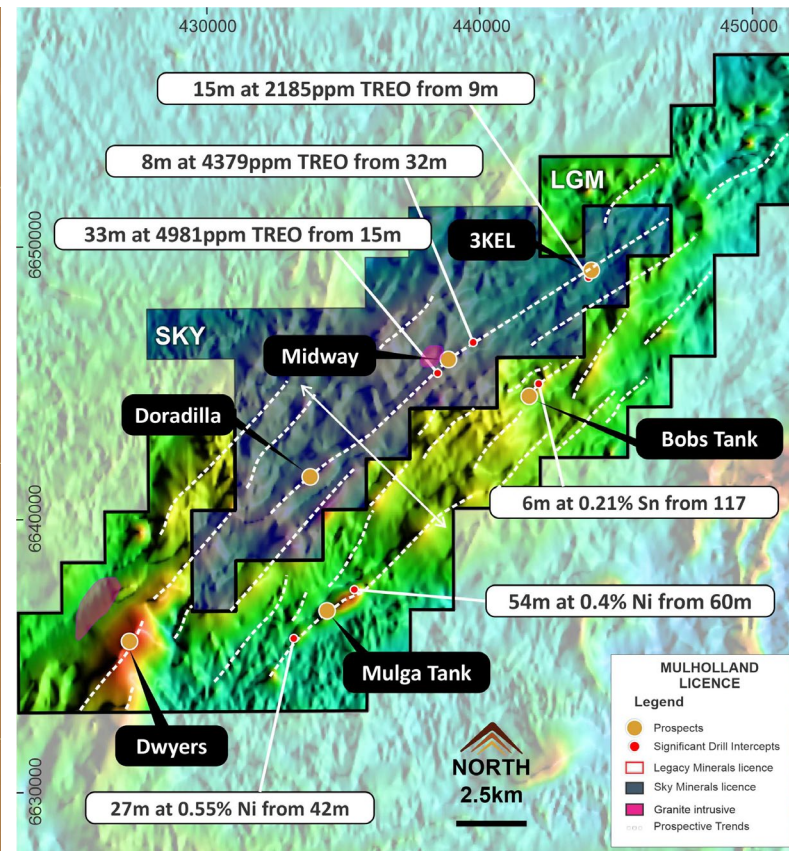 430000
440000
450000
15m at 2185ppm TREO from 9m
8m at 4379ppm TREO from 32m
LGM
33m at 4981ppm TREO from 15m
3KEL
6650000
SKY
Midway
Doradilla
Bobs Tank
6m at 0.21% Sn from 117
6640000
54m at 0.4% Ni from 60m
Mulga Tank
Dwyers
27m at 0.55% Ni from 42m
6630000
NORTH
2.5km
MULHOLLAND
LICENCE
Legend
Prospects
Significant Drill Intercepts
Legacy Minerals licence
Sky Minerals licence
Granite intrusive
Prospective Trends